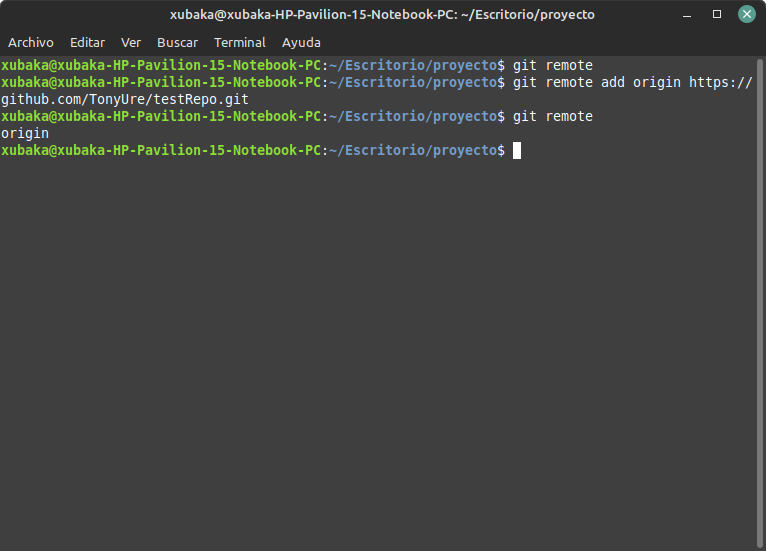 xubaka@xubaka-HP-Pavilion-15-Notebook-PC: ~/Escritorio/proyecto
Archivo Editar Ver Buscar Terminal Ayuda
xubaka@xubaka-HP-Pavilion-15-Notebook-PC:~/Escritorio/proyecto$ git remote
xubaka@xubaka-HP-Pavilion-15-Notebook-PC:~/Escritorio/proyecto$ git remote add origin https://
github.com/TonyUre/testRepo.git
xubaka@xubaka-HP-Pavilion-15-Notebook-PC:~/Escritorio/proyecto$ git remote
origin
xubaka@xubaka-HP-Pavilion-15-Notebook-PC:~/Escritorio/proyecto$